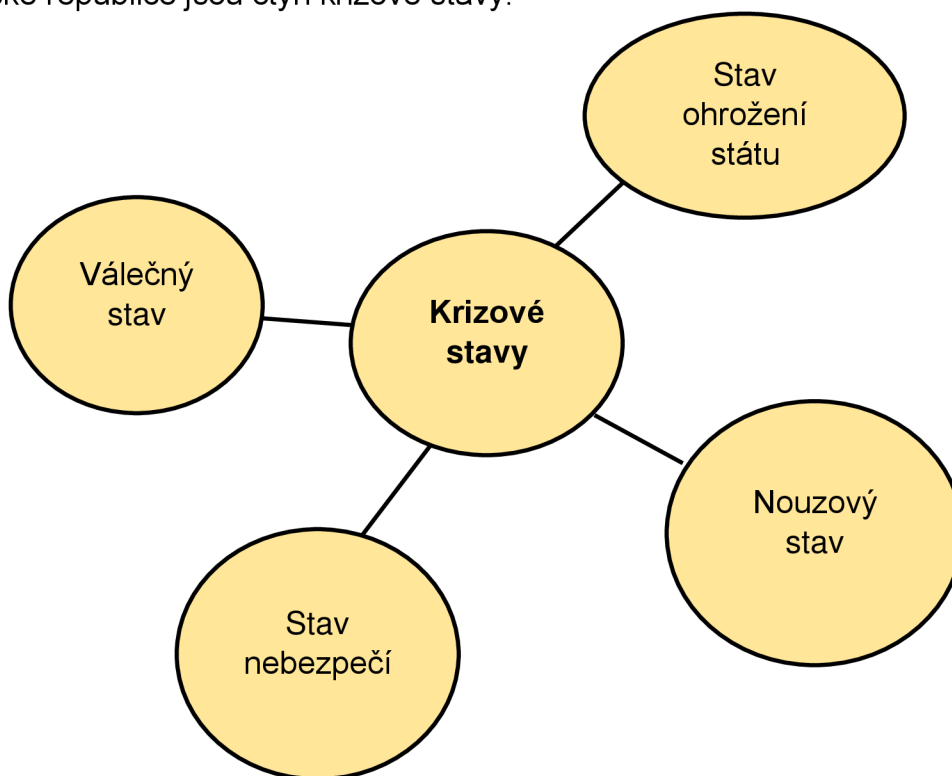 republice jsou čtyři krizové stavy:
Stav
ohrožení
státu
Válečný
stav
Krizové
stavy
Nouzový
stav
Stav
nebezpečí